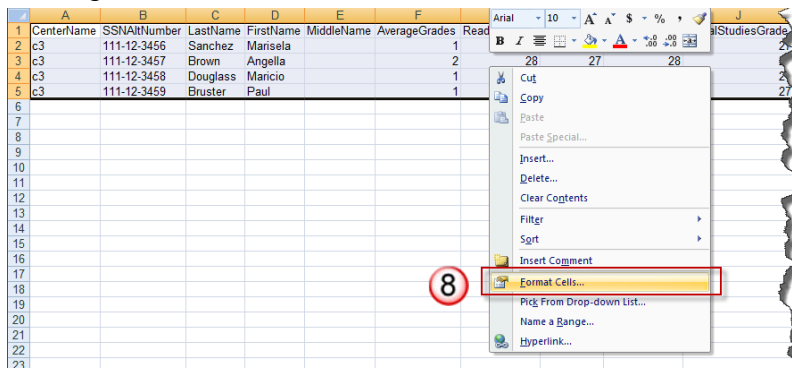 A B C D E F J
Arial 10 A A $ % ,
B I A .00 .0 .00
1 CenterName SSNAltNumber LastName FirstName MiddleName AverageGrades Read alStudiesGrade
2 c3 111-12-3456 Sanchez Marisela 1 27
3 c3 111-12-3457 Brown Angella 2 28 27 28
4 c3 111-12-3458 Douglass Maricio 1 2
5 c3 111-12-3459 Bruster Paul 1 27
6
7
8
9
10
11
12
13
14
15
16
17
18
19
20
21
22
23
Cut
Copy
Paste
Paste Special...
Insert...
Delete...
Clear Contents
Filter
Sort
Insert Comment
8 Format Cells...
Pick From Drop-down List...
Name a Range...
Hyperlink...